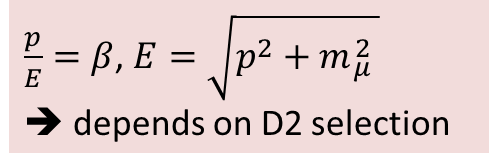 p/E = β, E = √(p² + m_μ²)
➔ depends on D2 selection